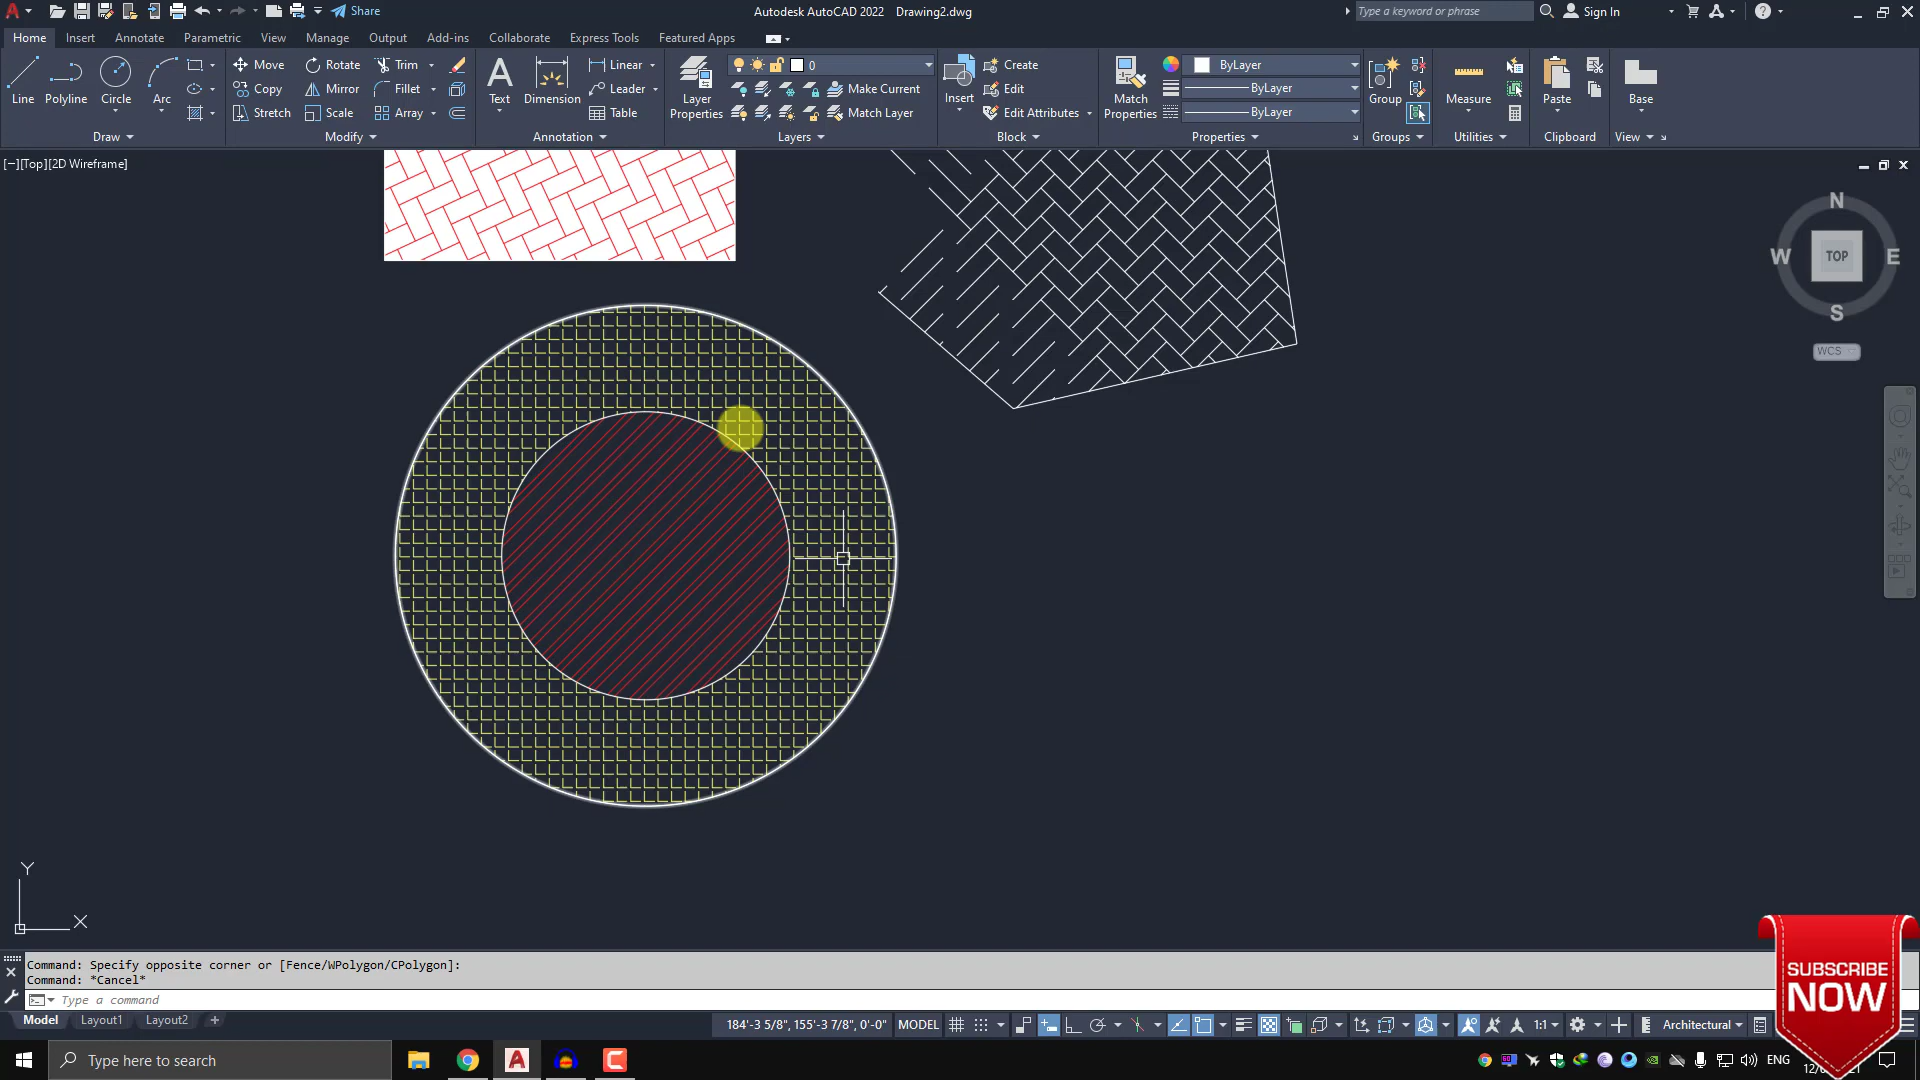 Share
Autodesk AutoCAD 2022 Drawing2.dwg
Type a keyword or phrase
Sign In
Home Insert Annotate Parametric View Manage Output Add-ins Collaborate Express Tools Featured Apps
Line Polyline Circle Arc
Move Rotate Trim
Copy Mirror Fillet
Stretch Scale Array
Text Dimension
Linear
Leader
Table
Layer Properties
0
Make Current
Match Layer
Insert
Create
Edit
Edit Attributes
Match Properties
ByLayer
ByLayer
ByLayer
Group
Measure
Paste
Base
Draw Modify Annotation Layers Block Properties Groups Utilities Clipboard View
[−][Top][2D Wireframe]
N
W TOP E
S
WCS
Y
X
Command: Specify opposite corner or [Fence/WPolygon/CPolygon]:
Command: *Cancel*
Type a command
Model Layout1 Layout2 +
184'-3 5/8", 155'-3 7/8", 0'-0" MODEL 1:1 Architectural
SUBSCRIBE
NOW
Type here to search
ENG